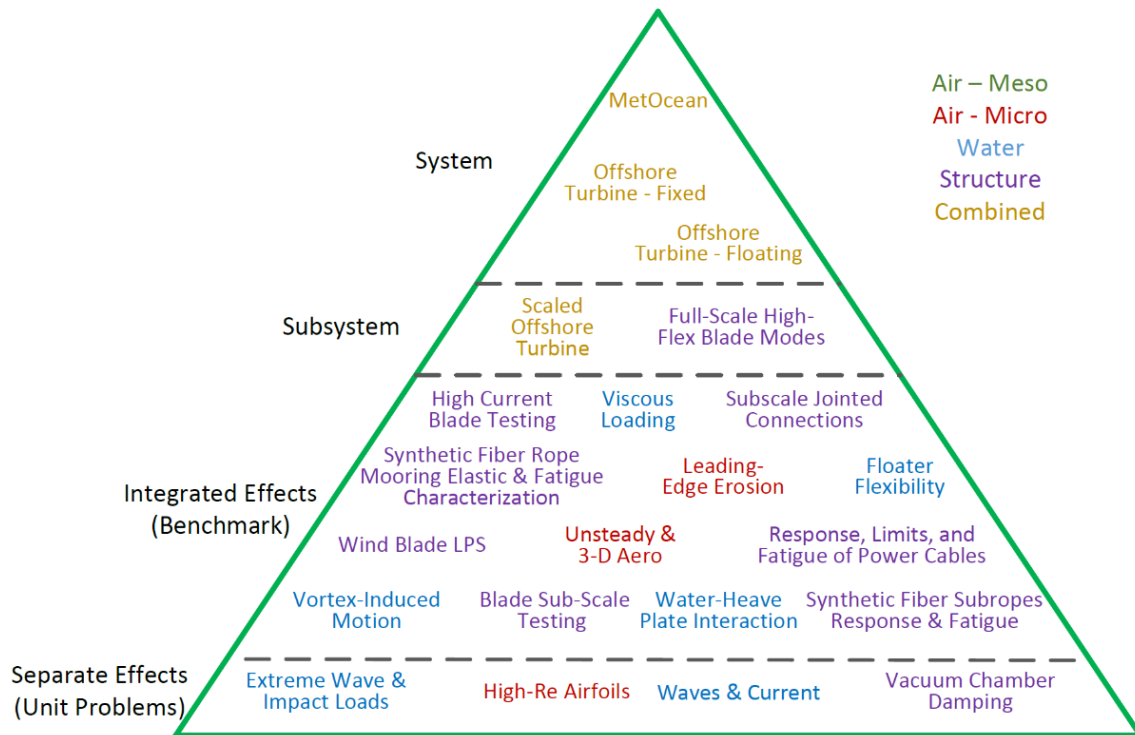 MetOcean
Air – Meso
Air - Micro
Water
Structure
Combined
System
Offshore
Turbine - Fixed
Offshore
Turbine - Floating
Subsystem
Scaled
Offshore
Turbine
Full-Scale High-
Flex Blade Modes
High Current
Blade Testing
Viscous
Loading
Subscale Jointed
Connections
Integrated Effects
(Benchmark)
Synthetic Fiber Rope
Mooring Elastic & Fatigue
Characterization
Leading-
Edge Erosion
Floater
Flexibility
Wind Blade LPS
Unsteady &
3-D Aero
Response, Limits, and
Fatigue of Power Cables
Vortex-Induced
Motion
Blade Sub-Scale
Testing
Water-Heave
Plate Interaction
Synthetic Fiber Subropes
Response & Fatigue
Separate Effects
(Unit Problems)
Extreme Wave &
Impact Loads
High-Re Airfoils
Waves & Current
Vacuum Chamber
Damping